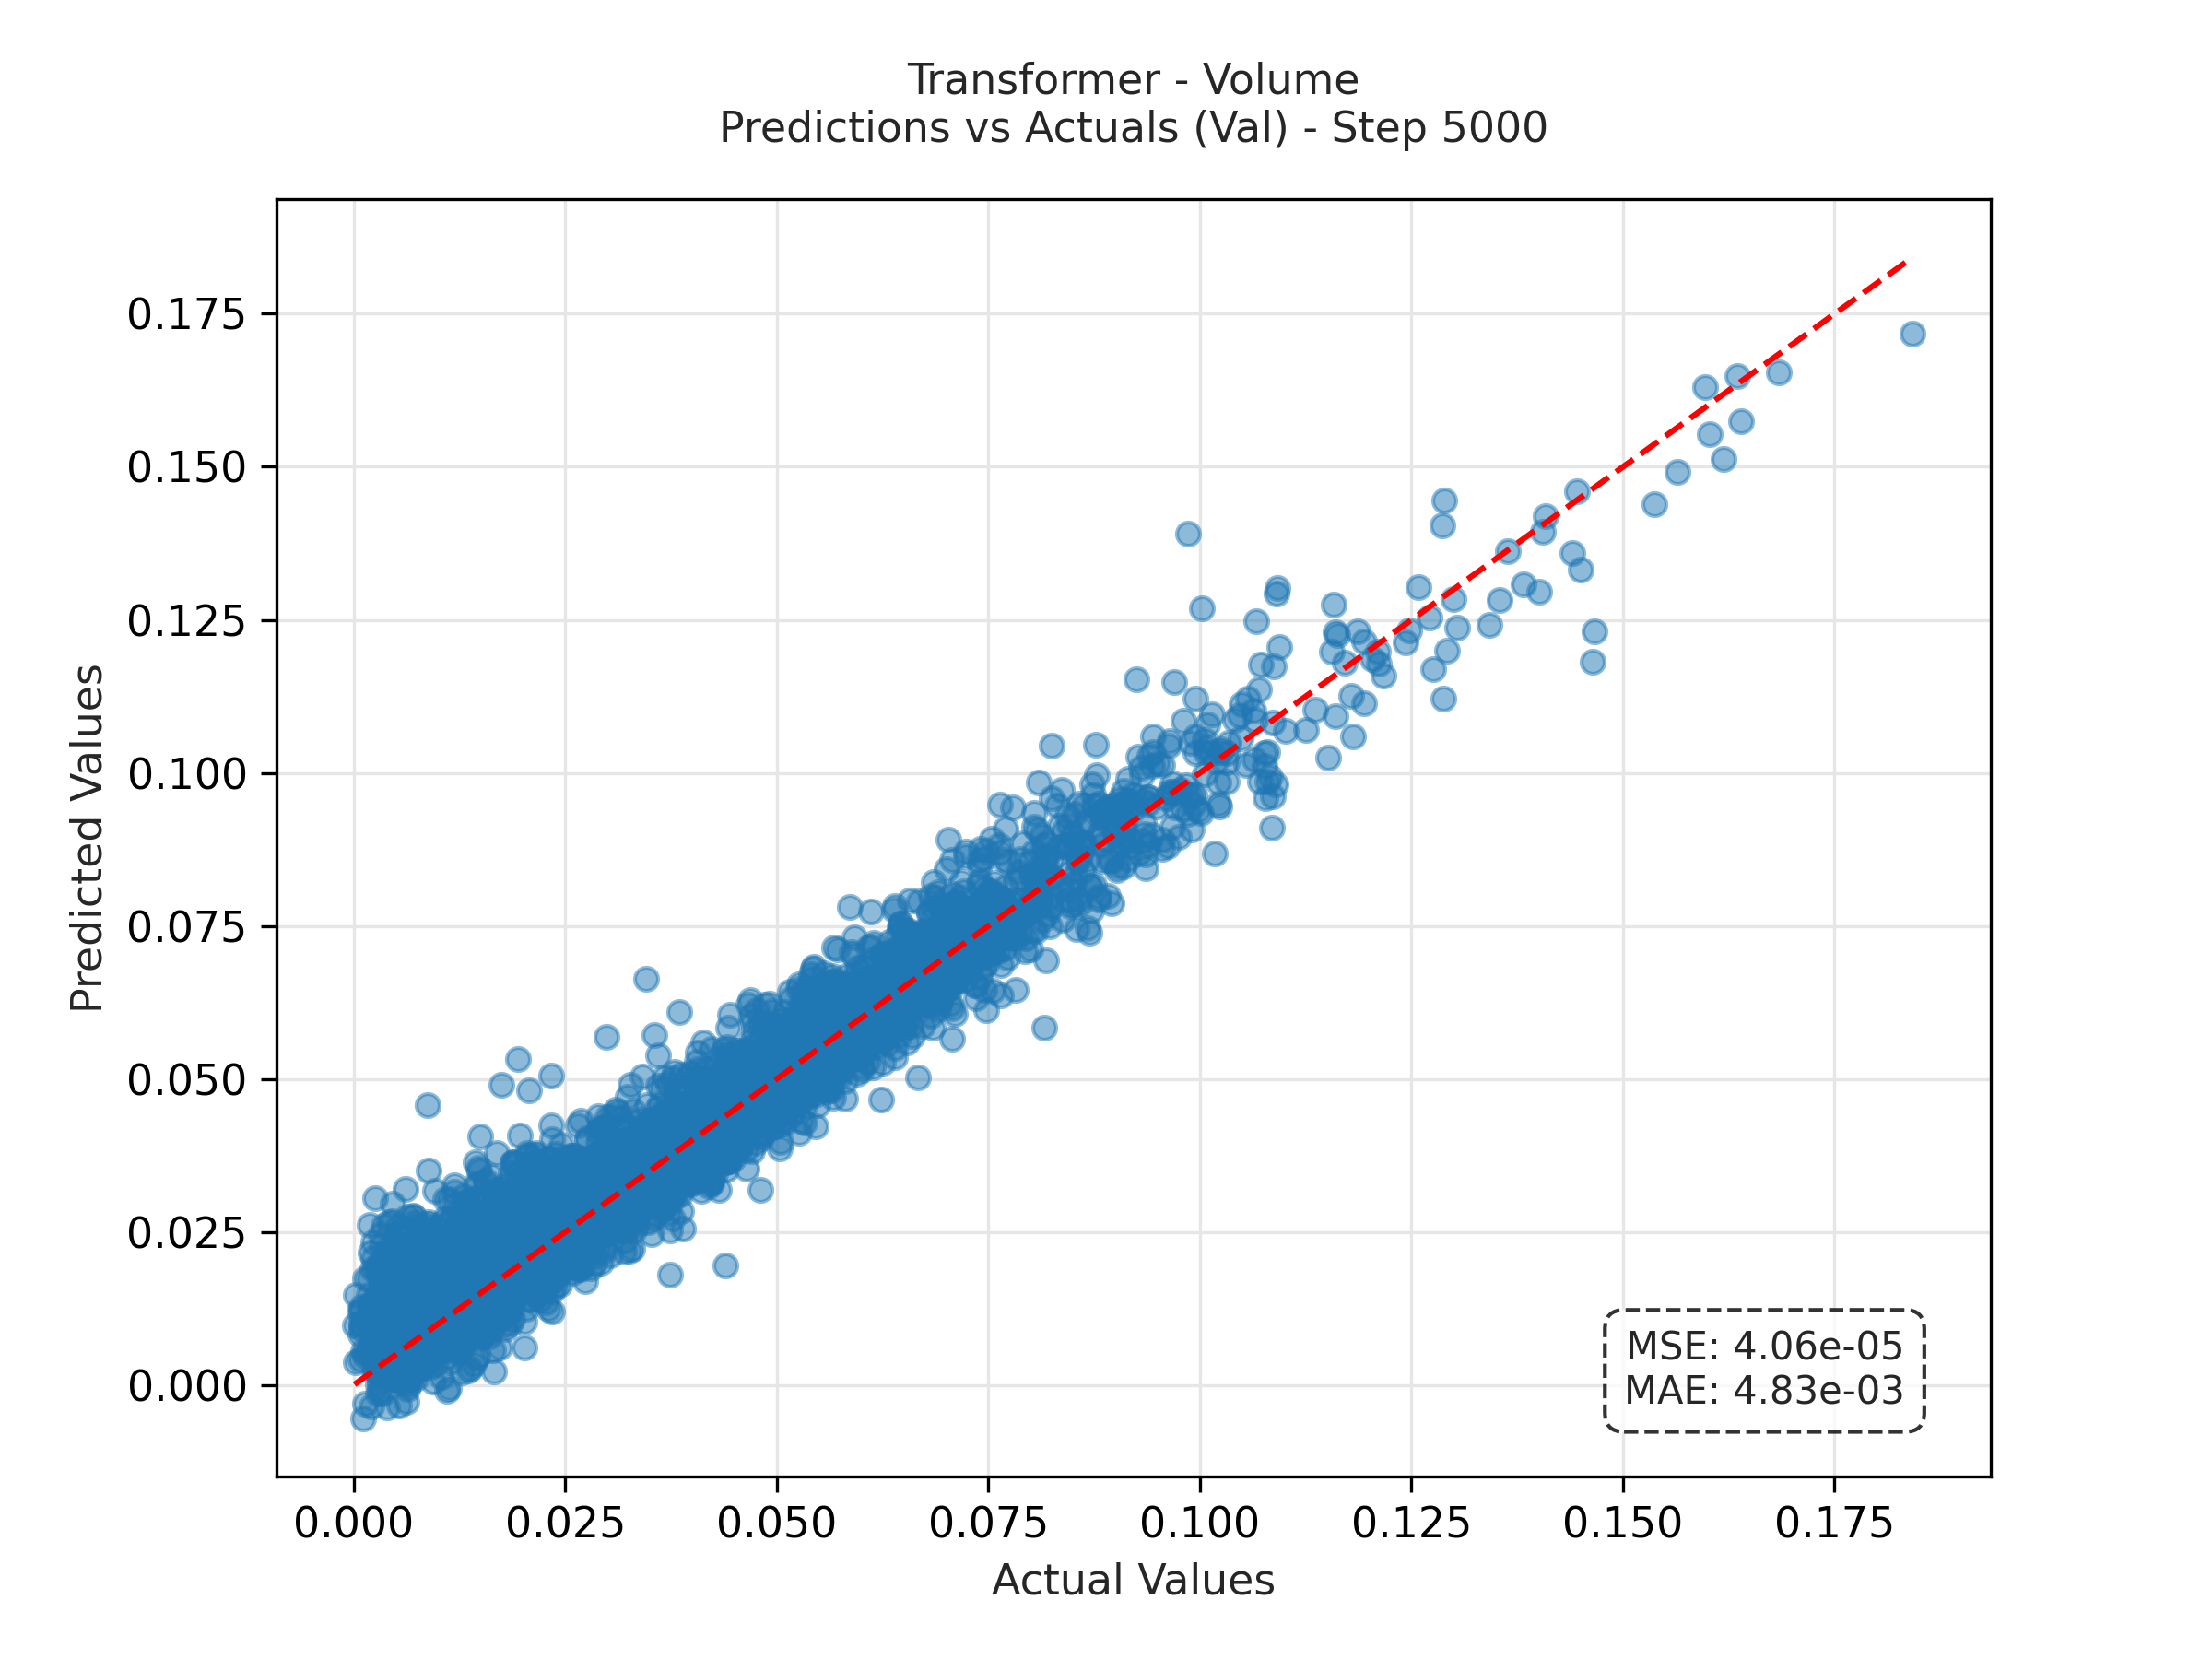 Transformer - Volume
Predictions vs Actuals (Val) - Step 5000
Predicted Values
0.175
0.150
0.125
0.100
0.075
0.050
0.025
0.000
MSE: 4.06e-05
MAE: 4.83e-03
0.000 0.025 0.050 0.075 0.100 0.125 0.150 0.175
Actual Values